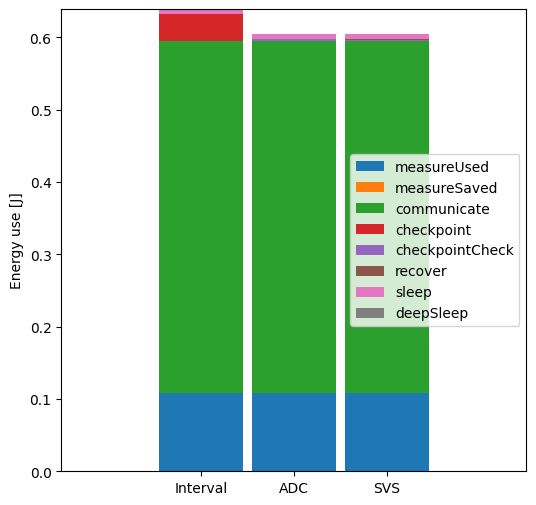 Energy use [J]
0.6
0.5
0.4
0.3
0.2
0.1
0.0
Interval
ADC
SVS
measureUsed
measureSaved
communicate
checkpoint
checkpointCheck
recover
sleep
deepSleep